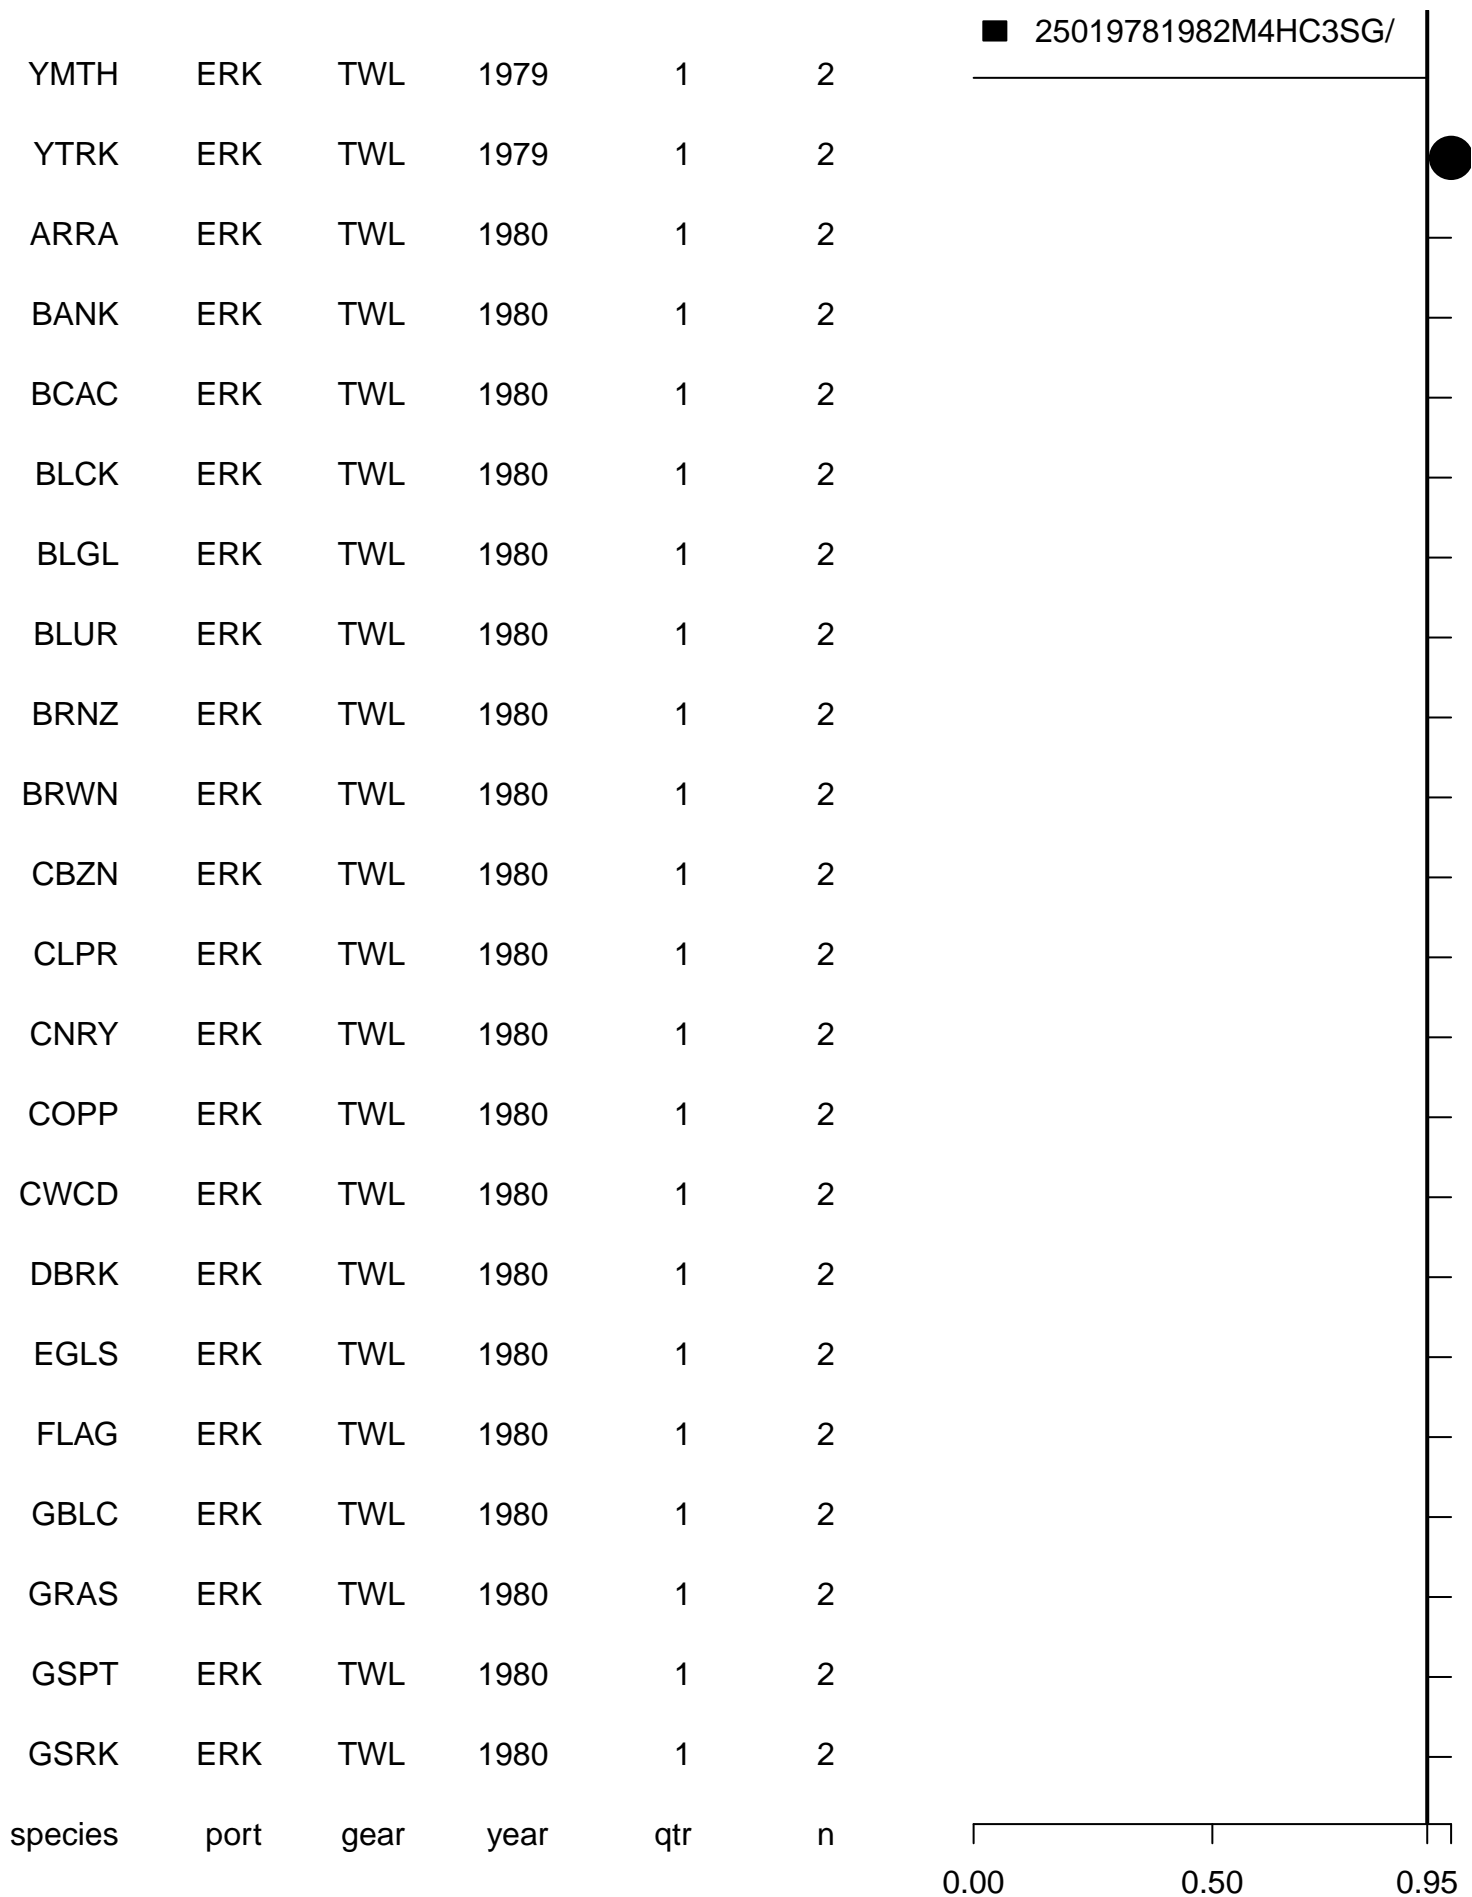 25019781982M4HC3SG/
YMTH ERK TWL 1979 1 2
YTRK ERK TWL 1979 1 2
ARRA ERK TWL 1980 1 2
BANK ERK TWL 1980 1 2
BCAC ERK TWL 1980 1 2
BLCK ERK TWL 1980 1 2
BLGL ERK TWL 1980 1 2
BLUR ERK TWL 1980 1 2
BRNZ ERK TWL 1980 1 2
BRWN ERK TWL 1980 1 2
CBZN ERK TWL 1980 1 2
CLPR ERK TWL 1980 1 2
CNRY ERK TWL 1980 1 2
COPP ERK TWL 1980 1 2
CWCD ERK TWL 1980 1 2
DBRK ERK TWL 1980 1 2
EGLS ERK TWL 1980 1 2
FLAG ERK TWL 1980 1 2
GBLC ERK TWL 1980 1 2
GRAS ERK TWL 1980 1 2
GSPT ERK TWL 1980 1 2
GSRK ERK TWL 1980 1 2
species port gear year qtr n
0.00 0.50 0.95